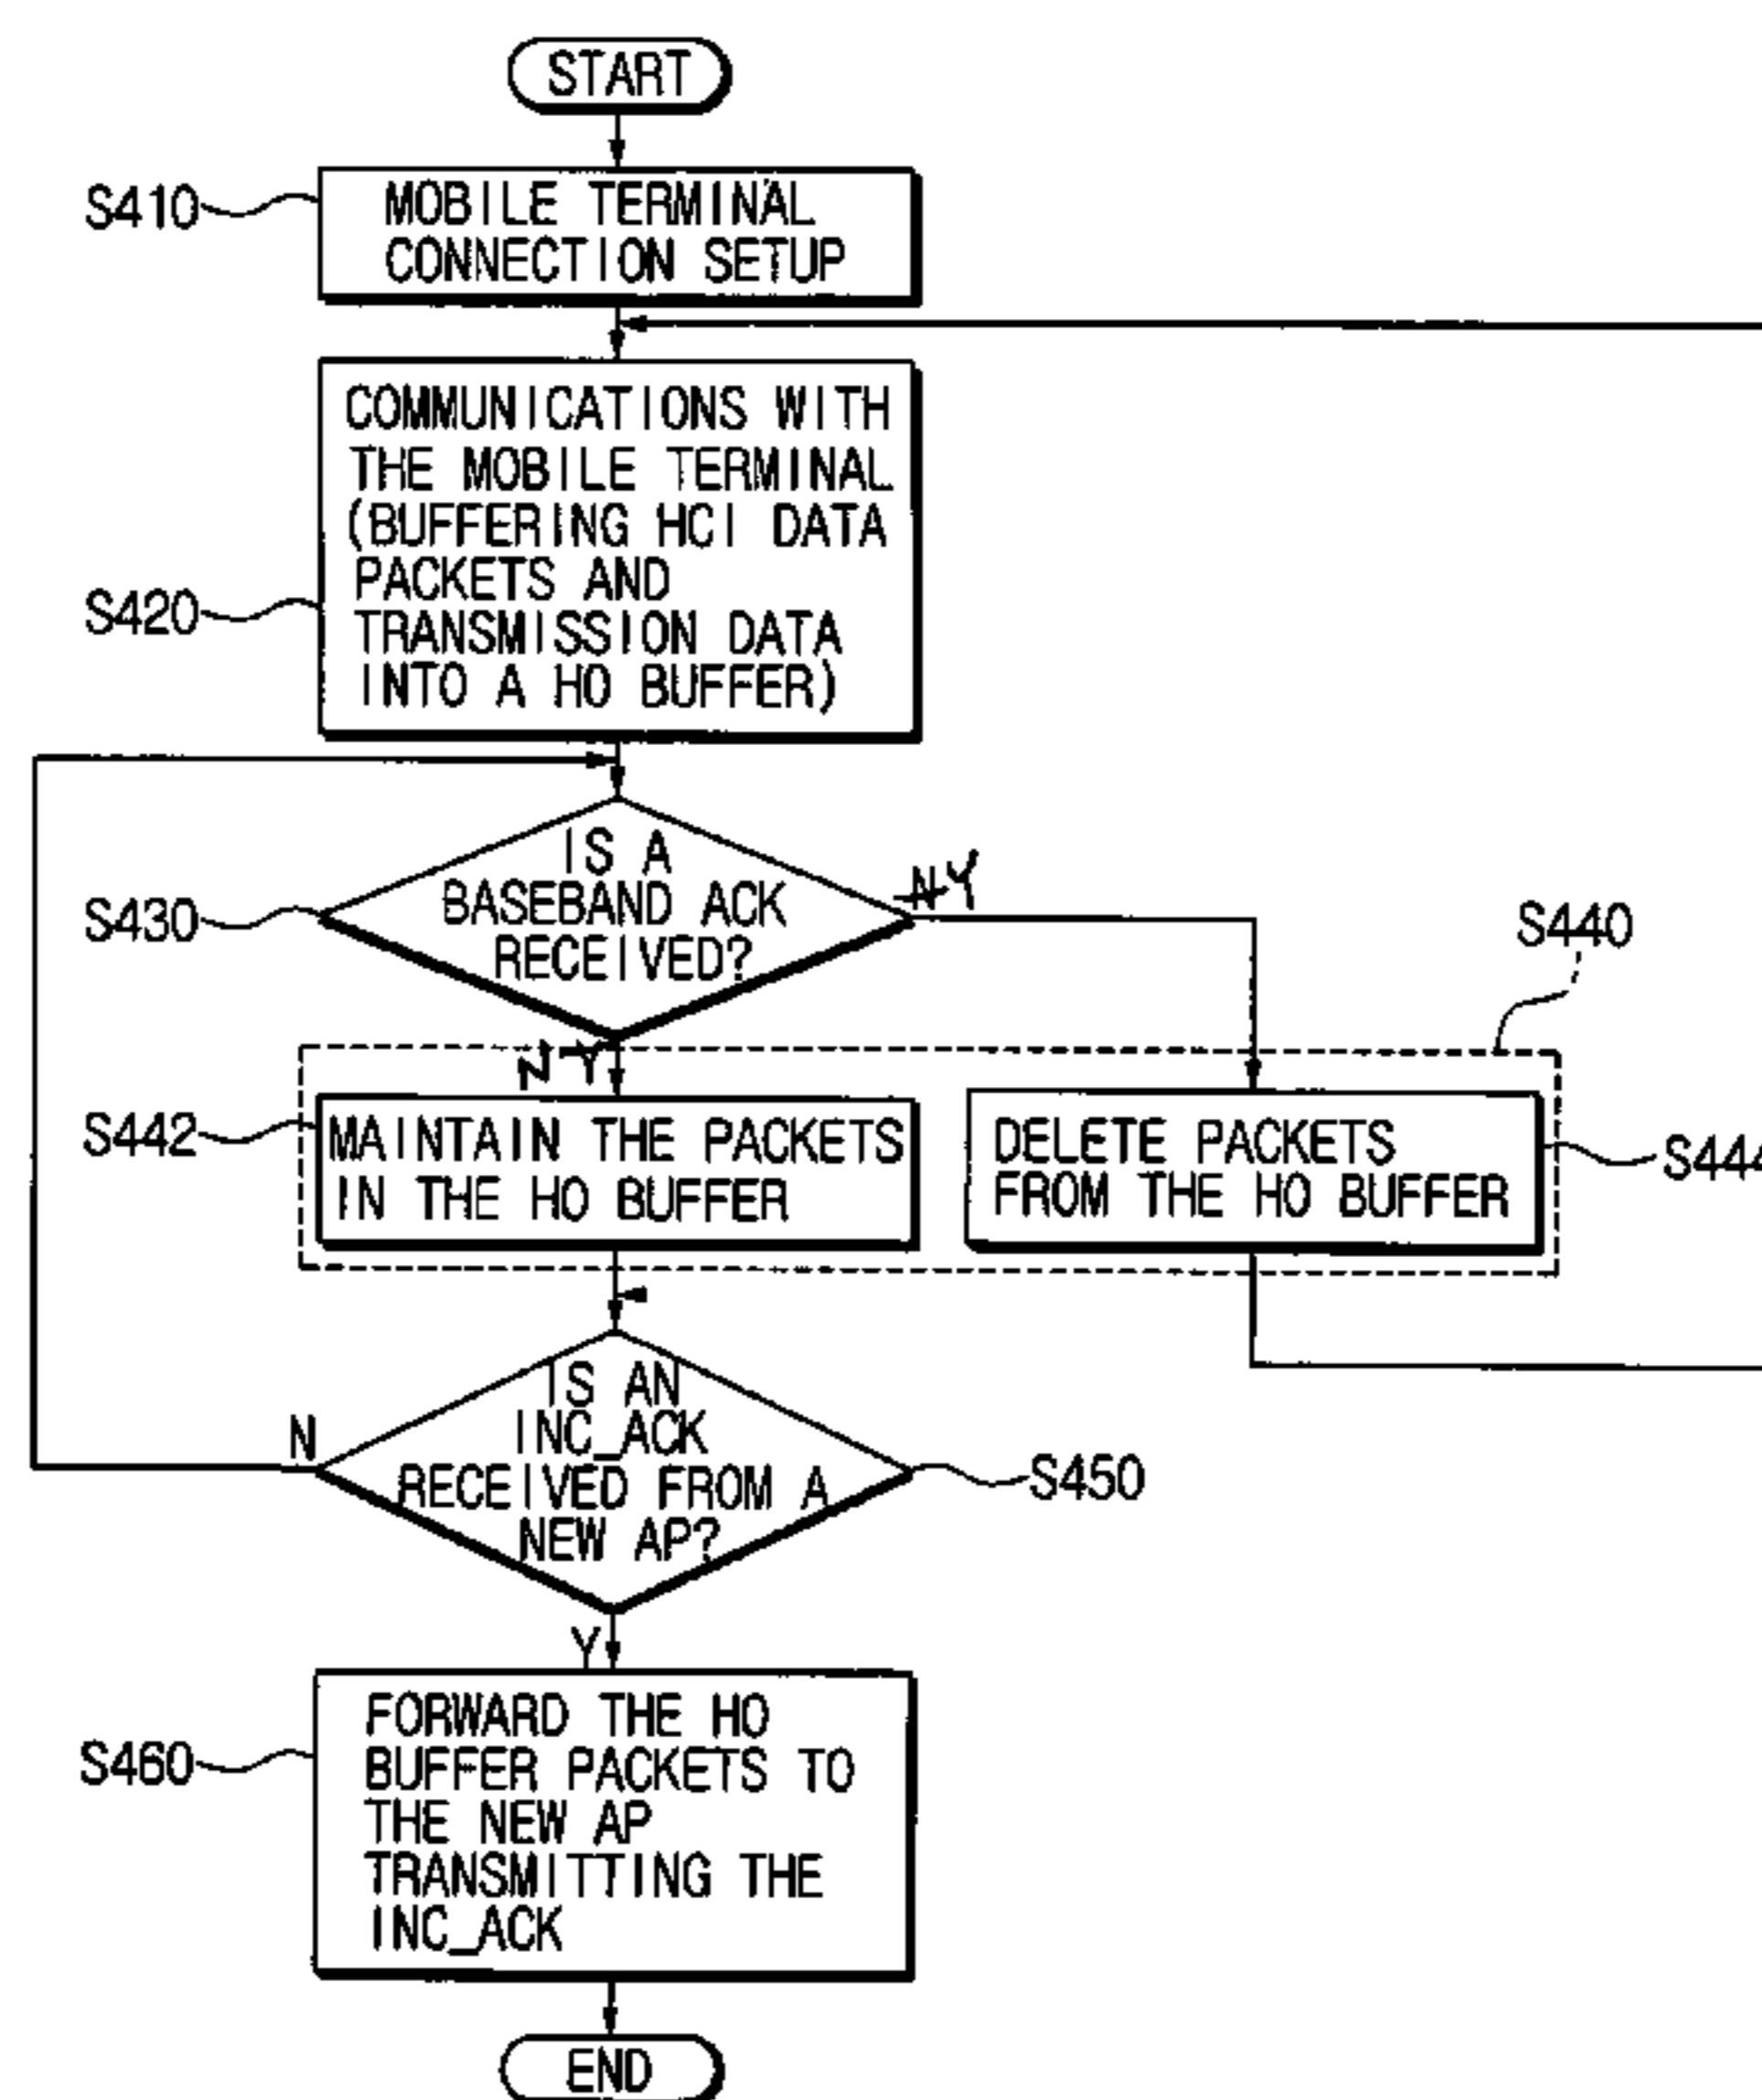 START
S410
MOBILE TERMINAL
CONNECTION SETUP
COMMUNICATIONS WITH
THE MOBILE TERMINAL
(BUFFERING HCI DATA
PACKETS AND
TRANSMISSION DATA
INTO A HO BUFFER)
S420
IS A
BASEBAND ACK
RECEIVED?
S430
N Y
S440
N Y
S442
MAINTAIN THE PACKETS
IN THE HO BUFFER
DELETE PACKETS
FROM THE HO BUFFER
S444
IS AN
INC_ACK
RECEIVED FROM A
NEW AP?
N
S450
Y
S460
FORWARD THE HO
BUFFER PACKETS TO
THE NEW AP
TRANSMITTING THE
INC_ACK
END